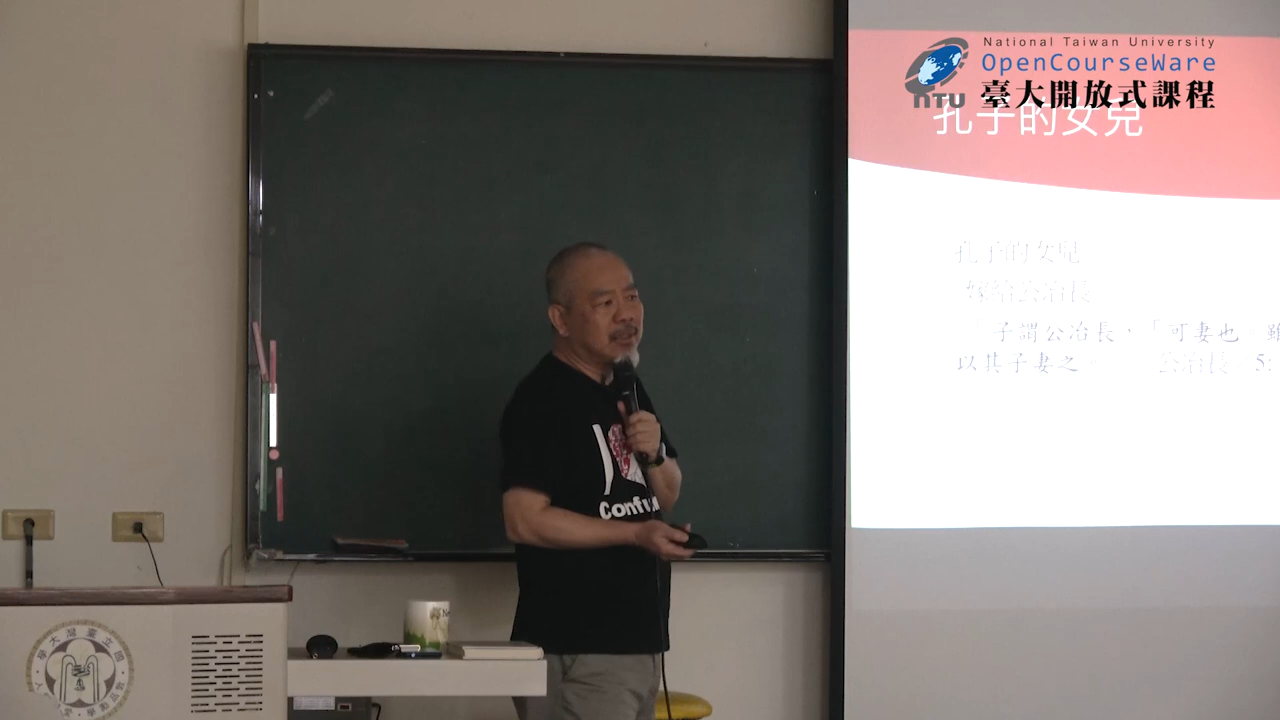 National Taiwan University
OpenCourseWare
臺大開放式課程
NTU
孔子的女兒
孔子的女兒
嫁給公冶長
子謂公冶長,「可妻也。雖
以其子妻之。 公冶長 5:
Confu